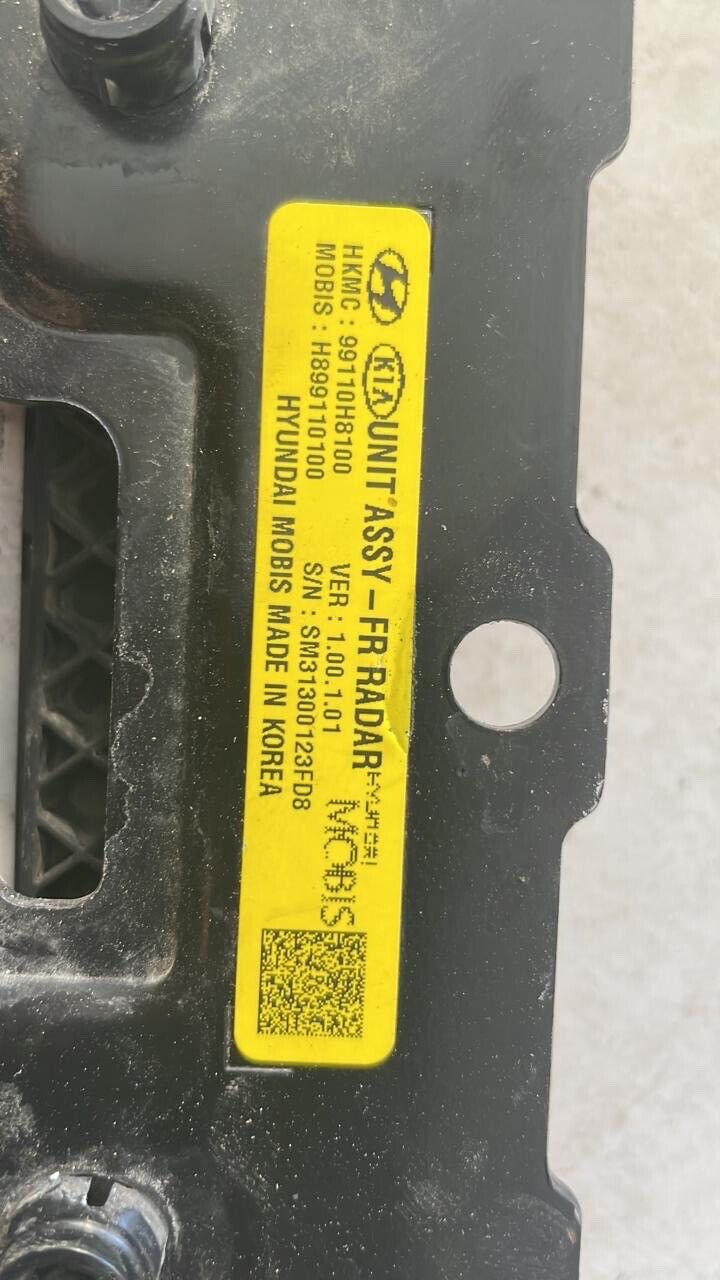 KIA UNIT ASSY - FR RADAR
HKMC : 99110H8100 VER : 1.00.1.01
MOBIS : H899110100 S/N : SM31300123FD8
HYUNDAI MOBIS MADE IN KOREA
HYUNDAI
MOBIS